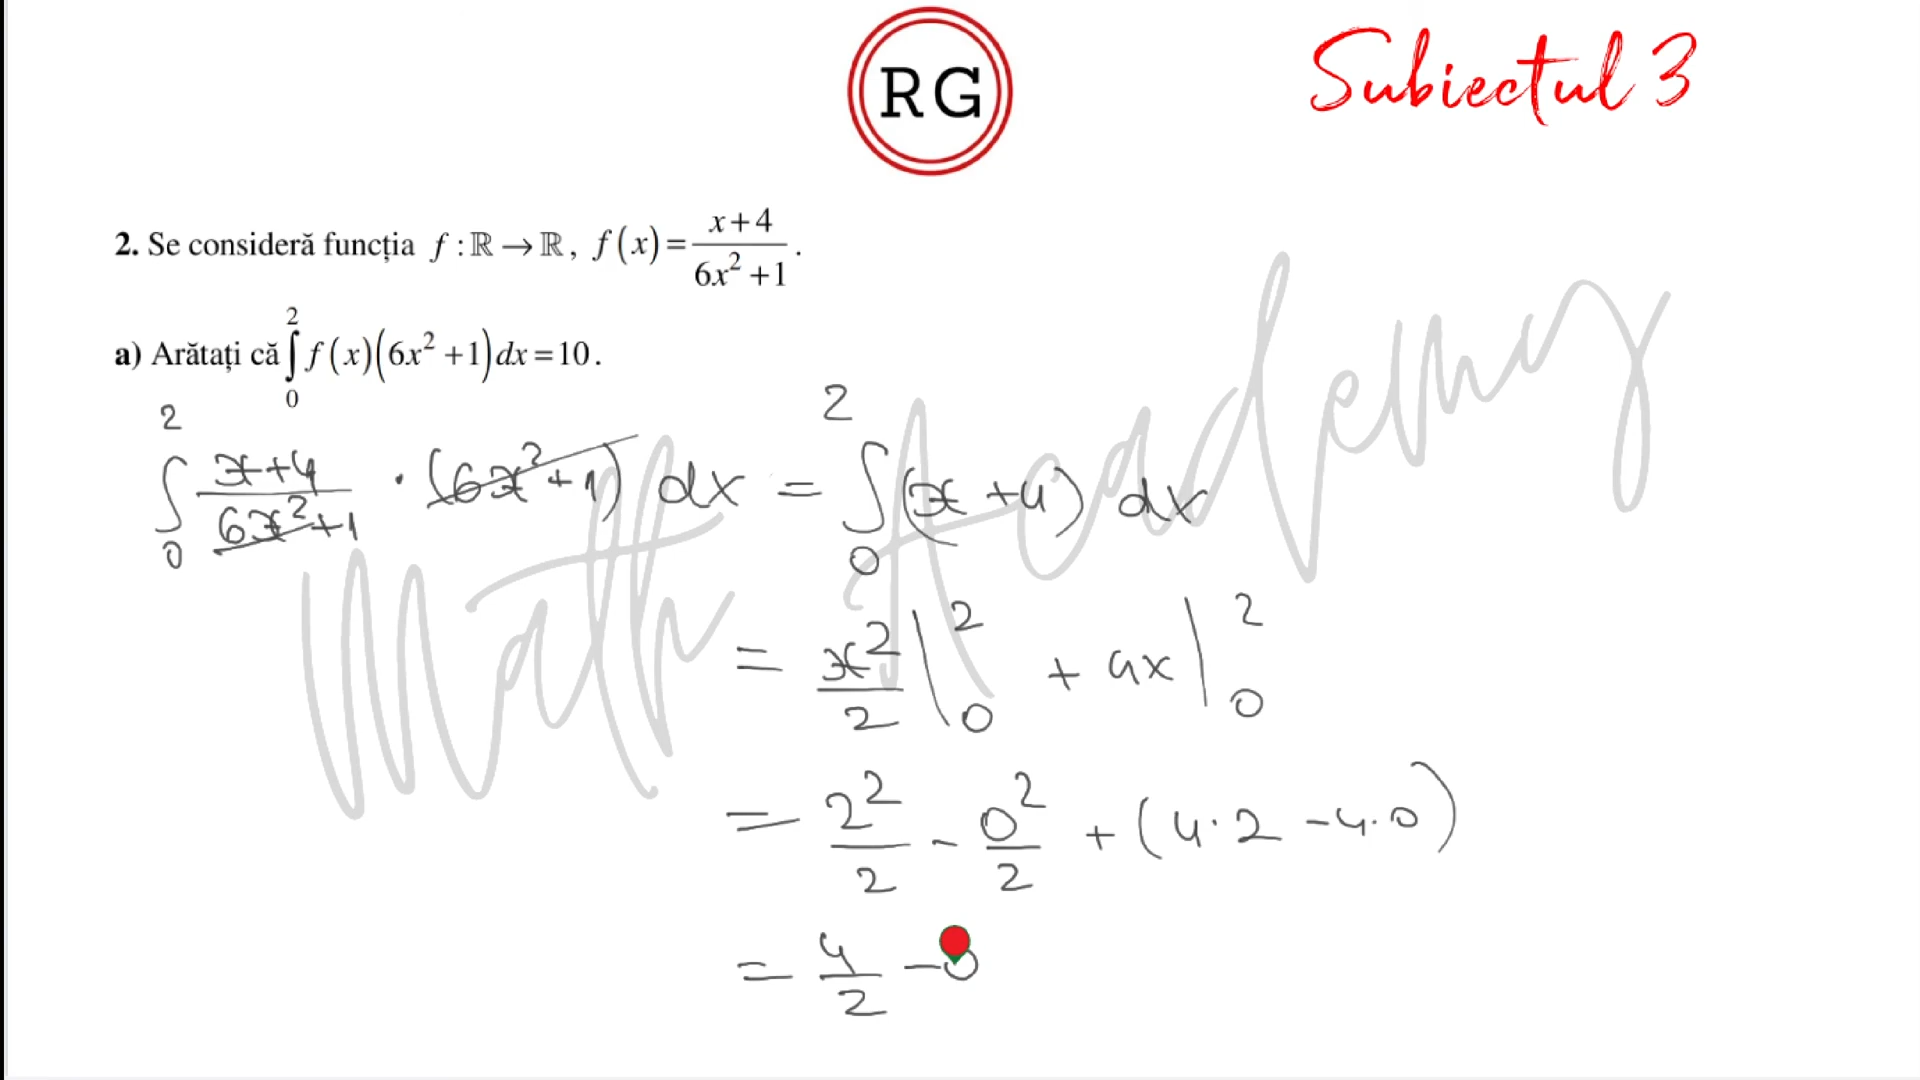 RG
Subiectul 3
2. Se consideră funcția f : ℝ → ℝ, f(x) = (x+4)/(6x²+1).
a) Arătați că ∫₀² f(x)(6x²+1)dx = 10.
∫₀² (x+4)/(6x²+1) · (6x²+1) dx = ∫₀² (x+4) dx
= x²/2 |₀² + 4x |₀²
= 2²/2 - 0²/2 + (4·2 - 4·0)
= 4/2 - 0
Math Academy